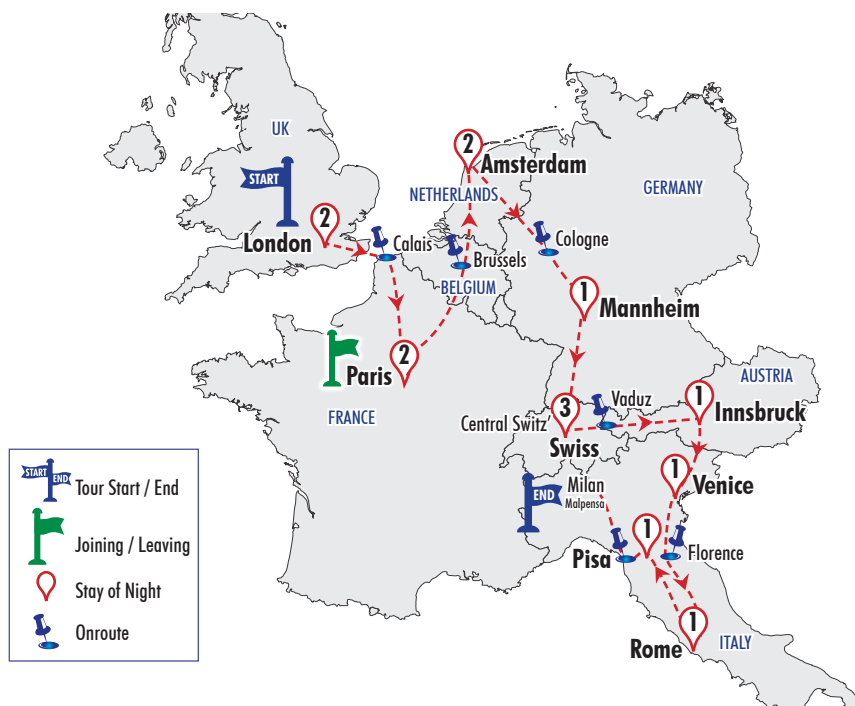 UK
START
2
London
Calais
2
Amsterdam
NETHERLANDS
GERMANY
Cologne
Brussels
BELGIUM
1
Mannheim
2
Paris
FRANCE
AUSTRIA
3
Vaduz
1
Innsbruck
Central Switz'
Swiss
1
Venice
END
Milan
Malpensa
1
Pisa
Florence
1
Rome
ITALY
START
END
Tour Start / End
Joining / Leaving
Stay of Night
Onroute